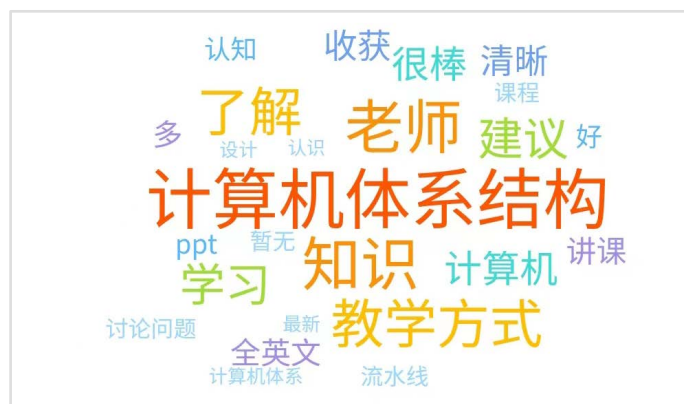 认知 收获 很棒 清晰
课程
了解 老师 建议 好
多 设计 认识
计算机体系结构
ppt 暂无 知识 计算机 讲课
学习
讨论问题 最新 教学方式
全英文
计算机体系 流水线